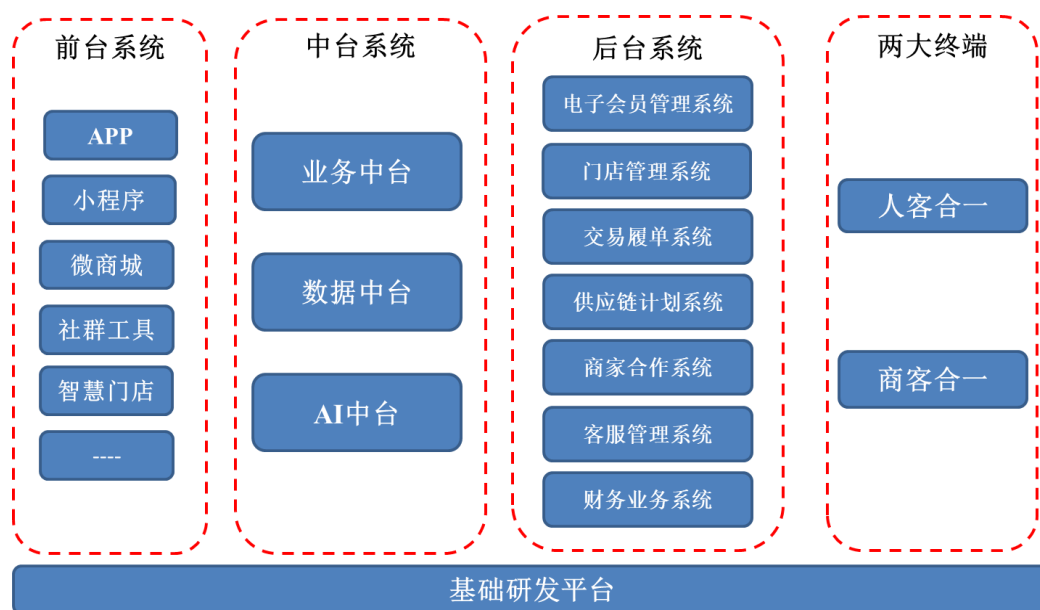 前台系统
APP
小程序
微商城
社群工具
智慧门店
----
中台系统
业务中台
数据中台
AI中台
后台系统
电子会员管理系统
门店管理系统
交易履单系统
供应链计划系统
商家合作系统
客服管理系统
财务业务系统
两大终端
人客合一
商客合一
基础研发平台